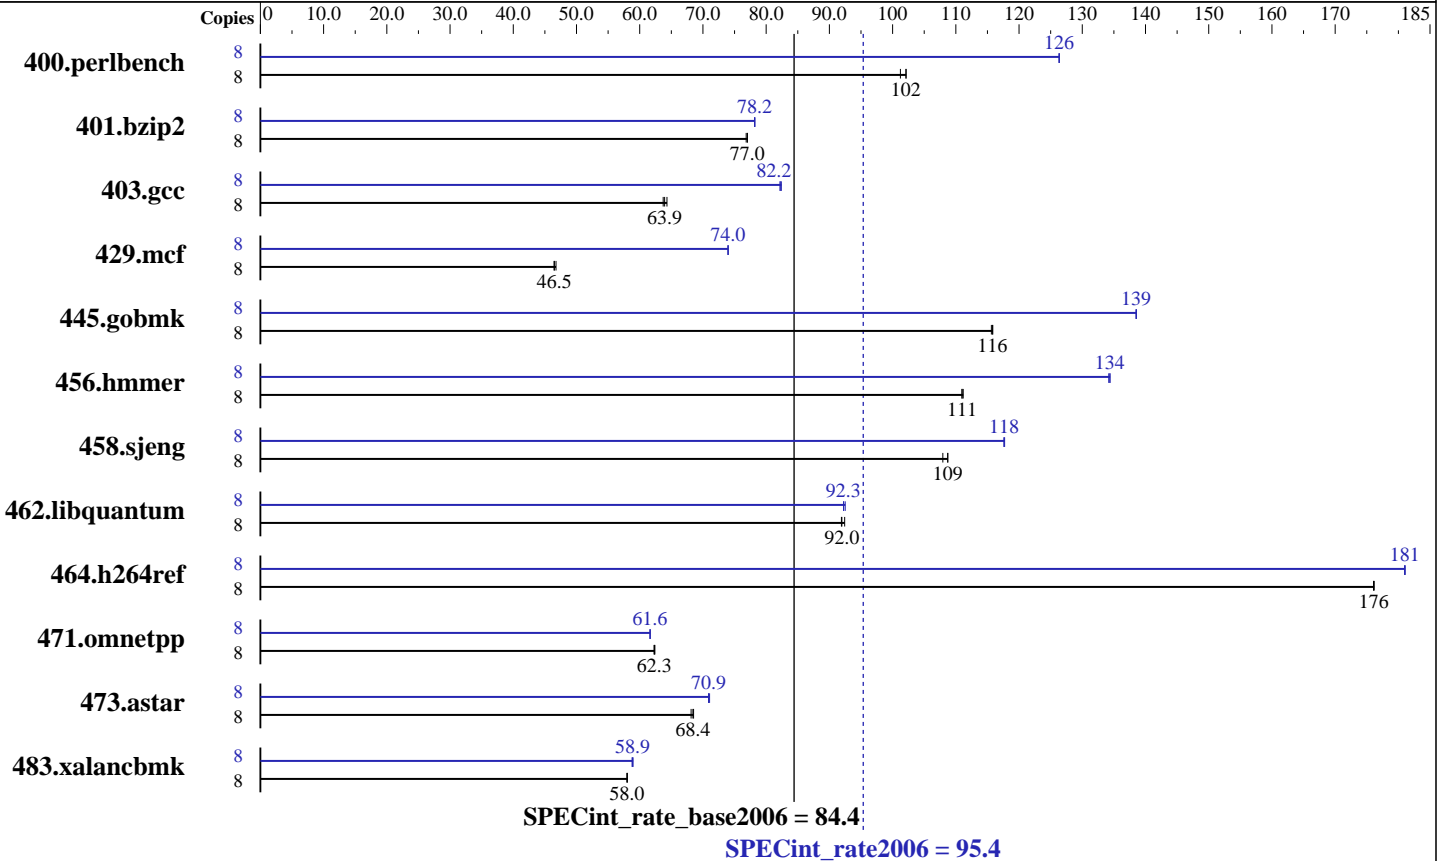 Copies 0 10.0 20.0 30.0 40.0 50.0 60.0 70.0 80.0 90.0 100 110 120 130 140 150 160 170 185
400.perlbench 8 126
8 102
401.bzip2 8 78.2
8 77.0
403.gcc 8 82.2
8 63.9
429.mcf 8 74.0
8 46.5
445.gobmk 8 139
8 116
456.hmmer 8 134
8 111
458.sjeng 8 118
8 109
462.libquantum 8 92.3
8 92.0
464.h264ref 8 181
8 176
471.omnetpp 8 61.6
8 62.3
473.astar 8 70.9
8 68.4
483.xalancbmk 8 58.9
8 58.0
SPECint_rate_base2006 = 84.4
SPECint_rate2006 = 95.4